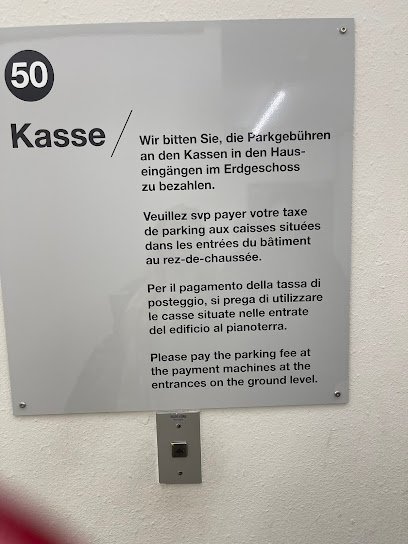 50
Kasse/
Wir bitten Sie, die Parkgebühren
an den Kassen in den Haus-
eingängen im Erdgeschoss
zu bezahlen.
Veuillez svp payer votre taxe
de parking aux caisses situées
dans les entrées du bâtiment
au rez-de-chaussée.
Per il pagamento della tassa di
posteggio, si prega di utilizzare
le casse situate nelle entrate
del edificio al pianoterra.
Please pay the parking fee at
the payment machines at the
entrances on the ground level.